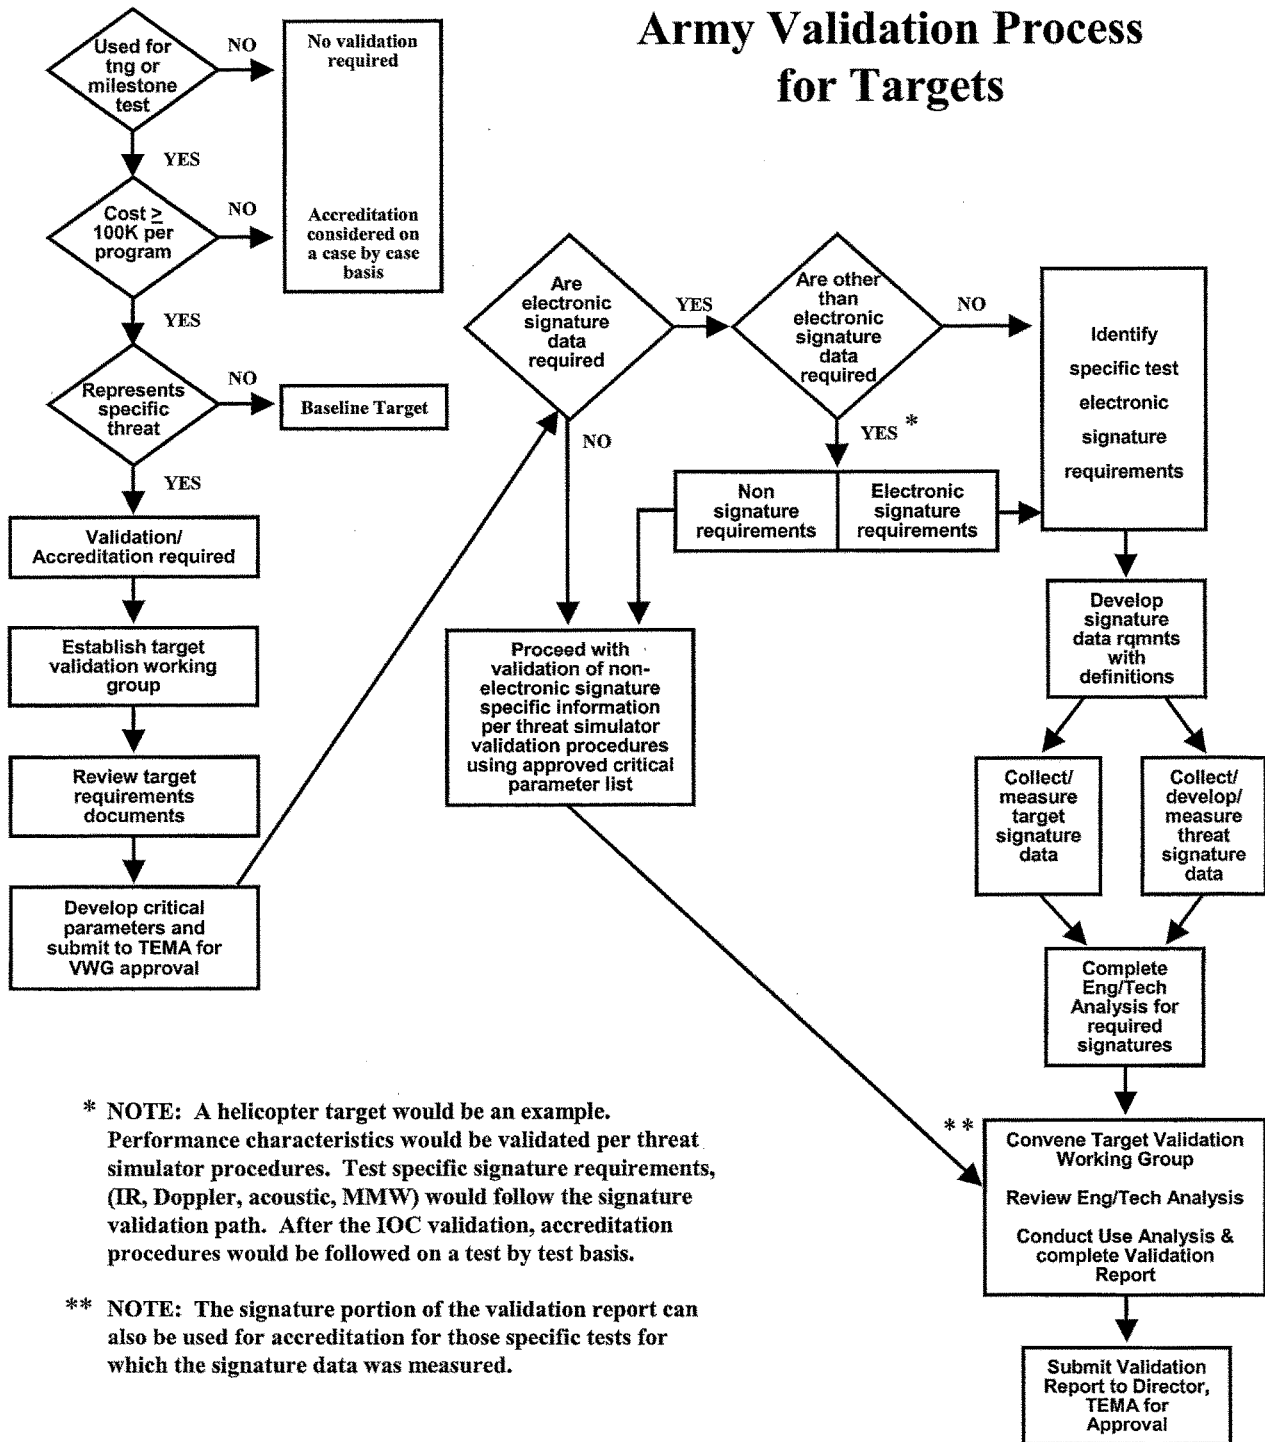 Army Validation Process
for Targets
Used for
tng or
milestone
test
NO
No validation
required
YES
Cost ≥
100K per
program
NO
Accreditation
considered on
a case by case
basis
YES
Represents
specific
threat
NO
Baseline Target
YES
Validation/
Accreditation required
Establish target
validation working
group
Review target
requirements
documents
Develop critical
parameters and
submit to TEMA for
VWG approval
Are
electronic
signature
data
required
YES
NO
Are other
than
electronic
signature
data
required
NO
YES *
Non
signature
requirements
Electronic
signature
requirements
Identify
specific test
electronic
signature
requirements
Proceed with
validation of non-
electronic signature
specific information
per threat simulator
validation procedures
using approved critical
parameter list
Develop
signature
data rqmnts
with
definitions
Collect/
measure
target
signature
data
Collect/
develop/
measure
threat
signature
data
Complete
Eng/Tech
Analysis for
required
signatures
**
Convene Target Validation
Working Group
Review Eng/Tech Analysis
Conduct Use Analysis &
complete Validation
Report
Submit Validation
Report to Director,
TEMA for
Approval
* NOTE: A helicopter target would be an example.
Performance characteristics would be validated per threat
simulator procedures. Test specific signature requirements,
(IR, Doppler, acoustic, MMW) would follow the signature
validation path. After the IOC validation, accreditation
procedures would be followed on a test by test basis.
** NOTE: The signature portion of the validation report can
also be used for accreditation for those specific tests for
which the signature data was measured.